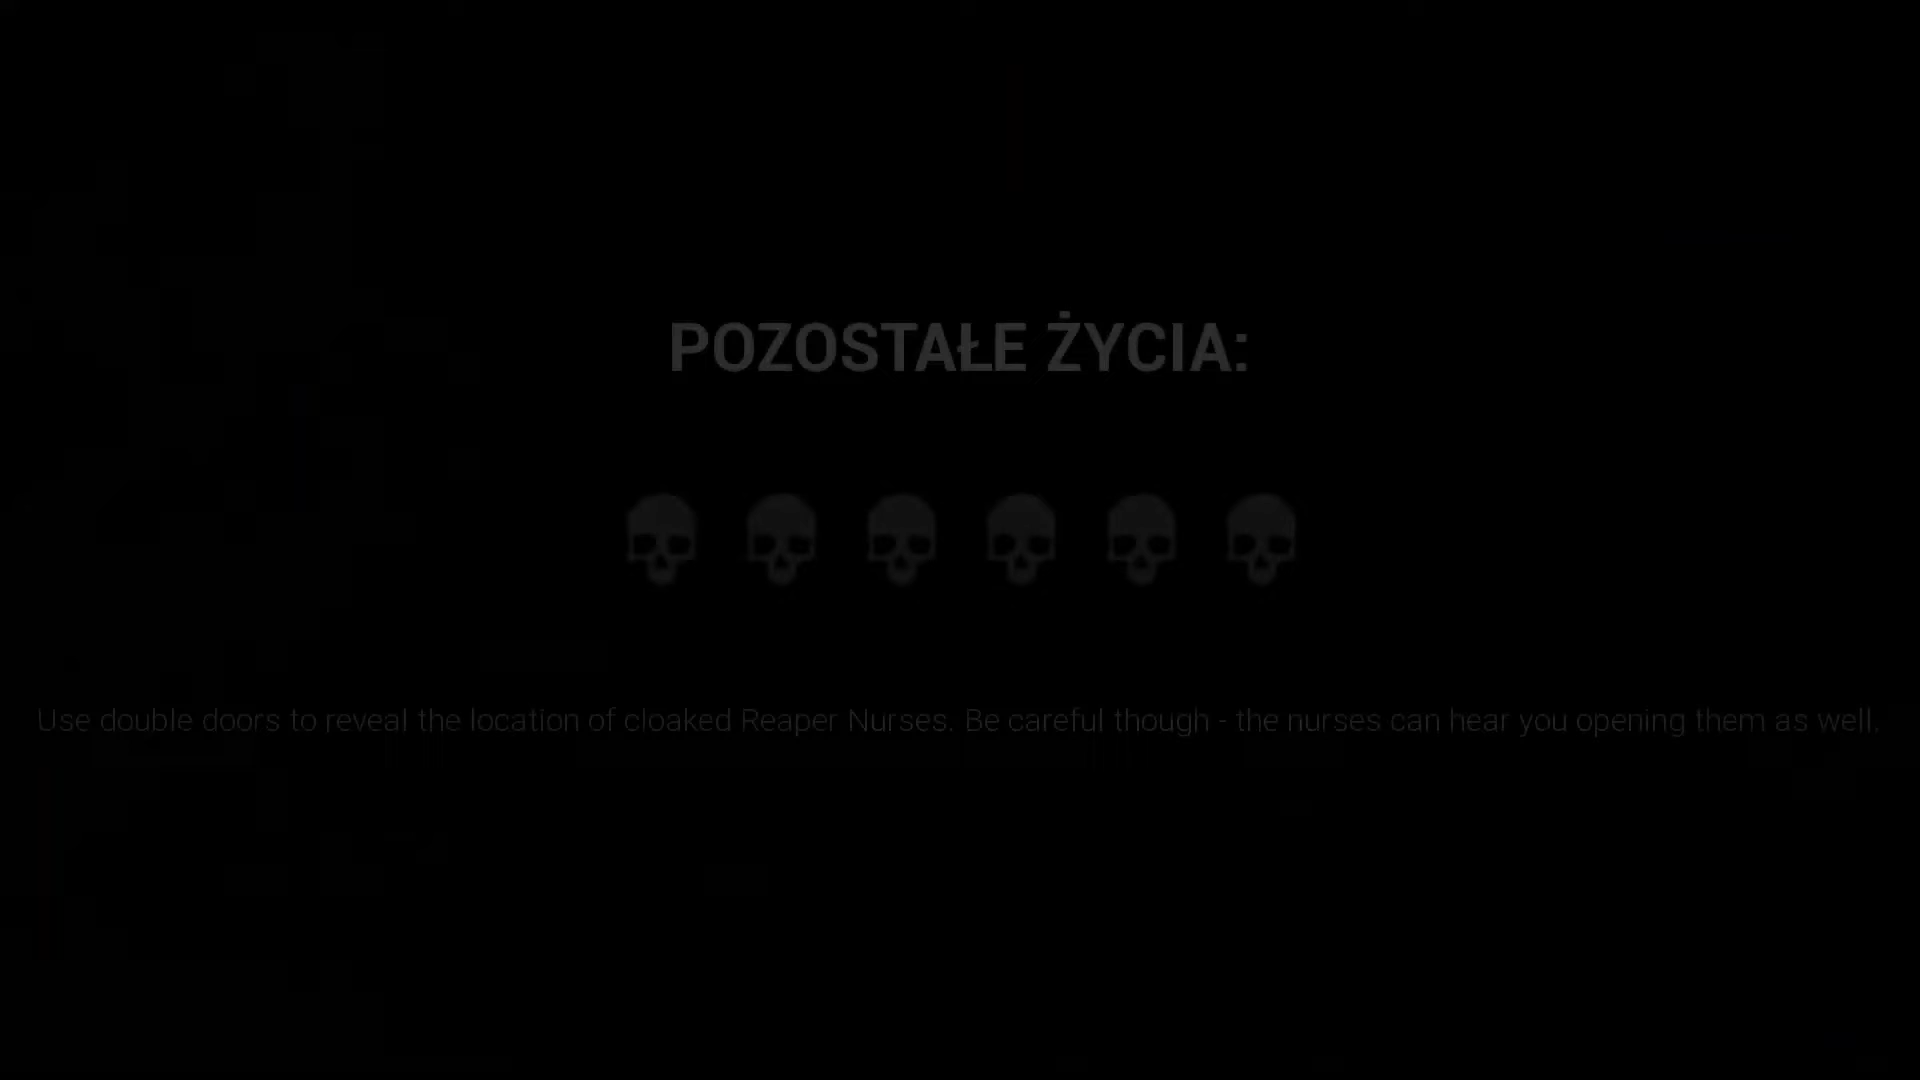 POZOSTAŁE ŻYCIA:
Use double doors to reveal the location of cloaked Reaper Nurses. Be careful though - the nurses can hear you opening them as well.